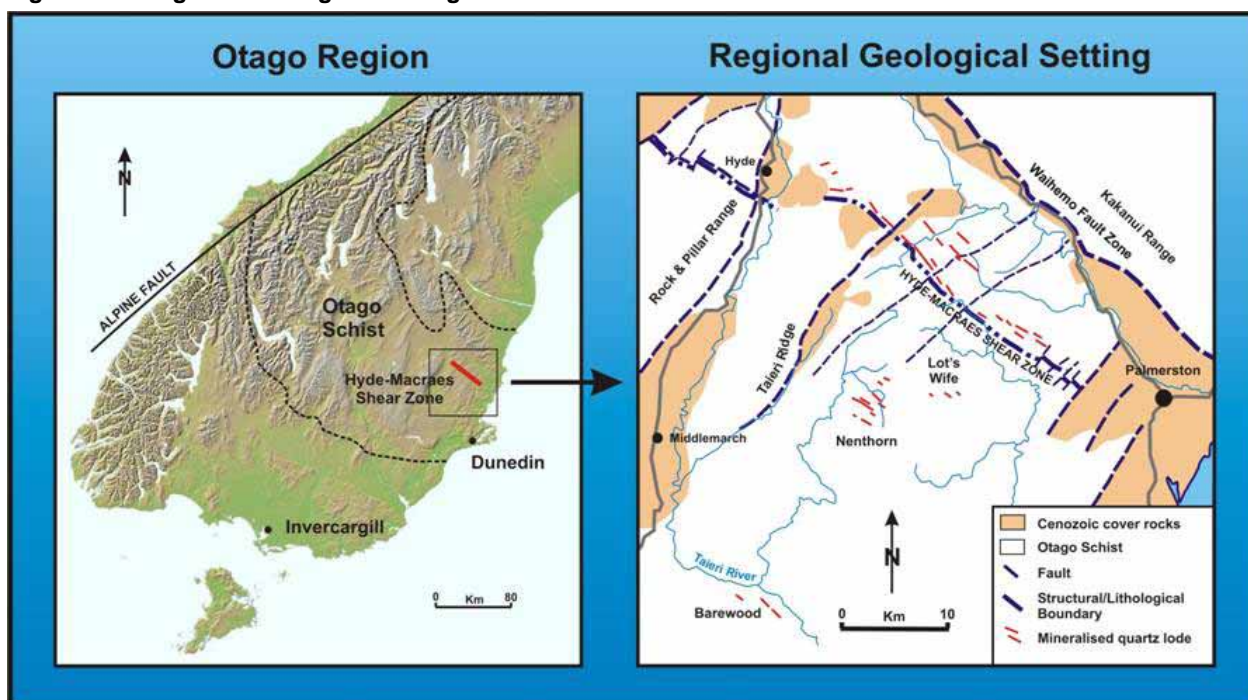 Otago Region
N
ALPINE FAULT
Otago
Schist
Hyde-Macraes
Shear Zone
Dunedin
Invercargill
0 Km 80
Regional Geological Setting
Hyde
Rock & Pillar Range
Taieri Ridge
Waihemo Fault Zone
Kakanui Range
HYDE-MACRAES SHEAR ZONE
Lot's
Wife
Palmerston
Middlemarch
Nenthorn
N
Taieri River
Barewood
0 Km 10
Cenozoic cover rocks
Otago Schist
Fault
Structural/Lithological
Boundary
Mineralised quartz lode